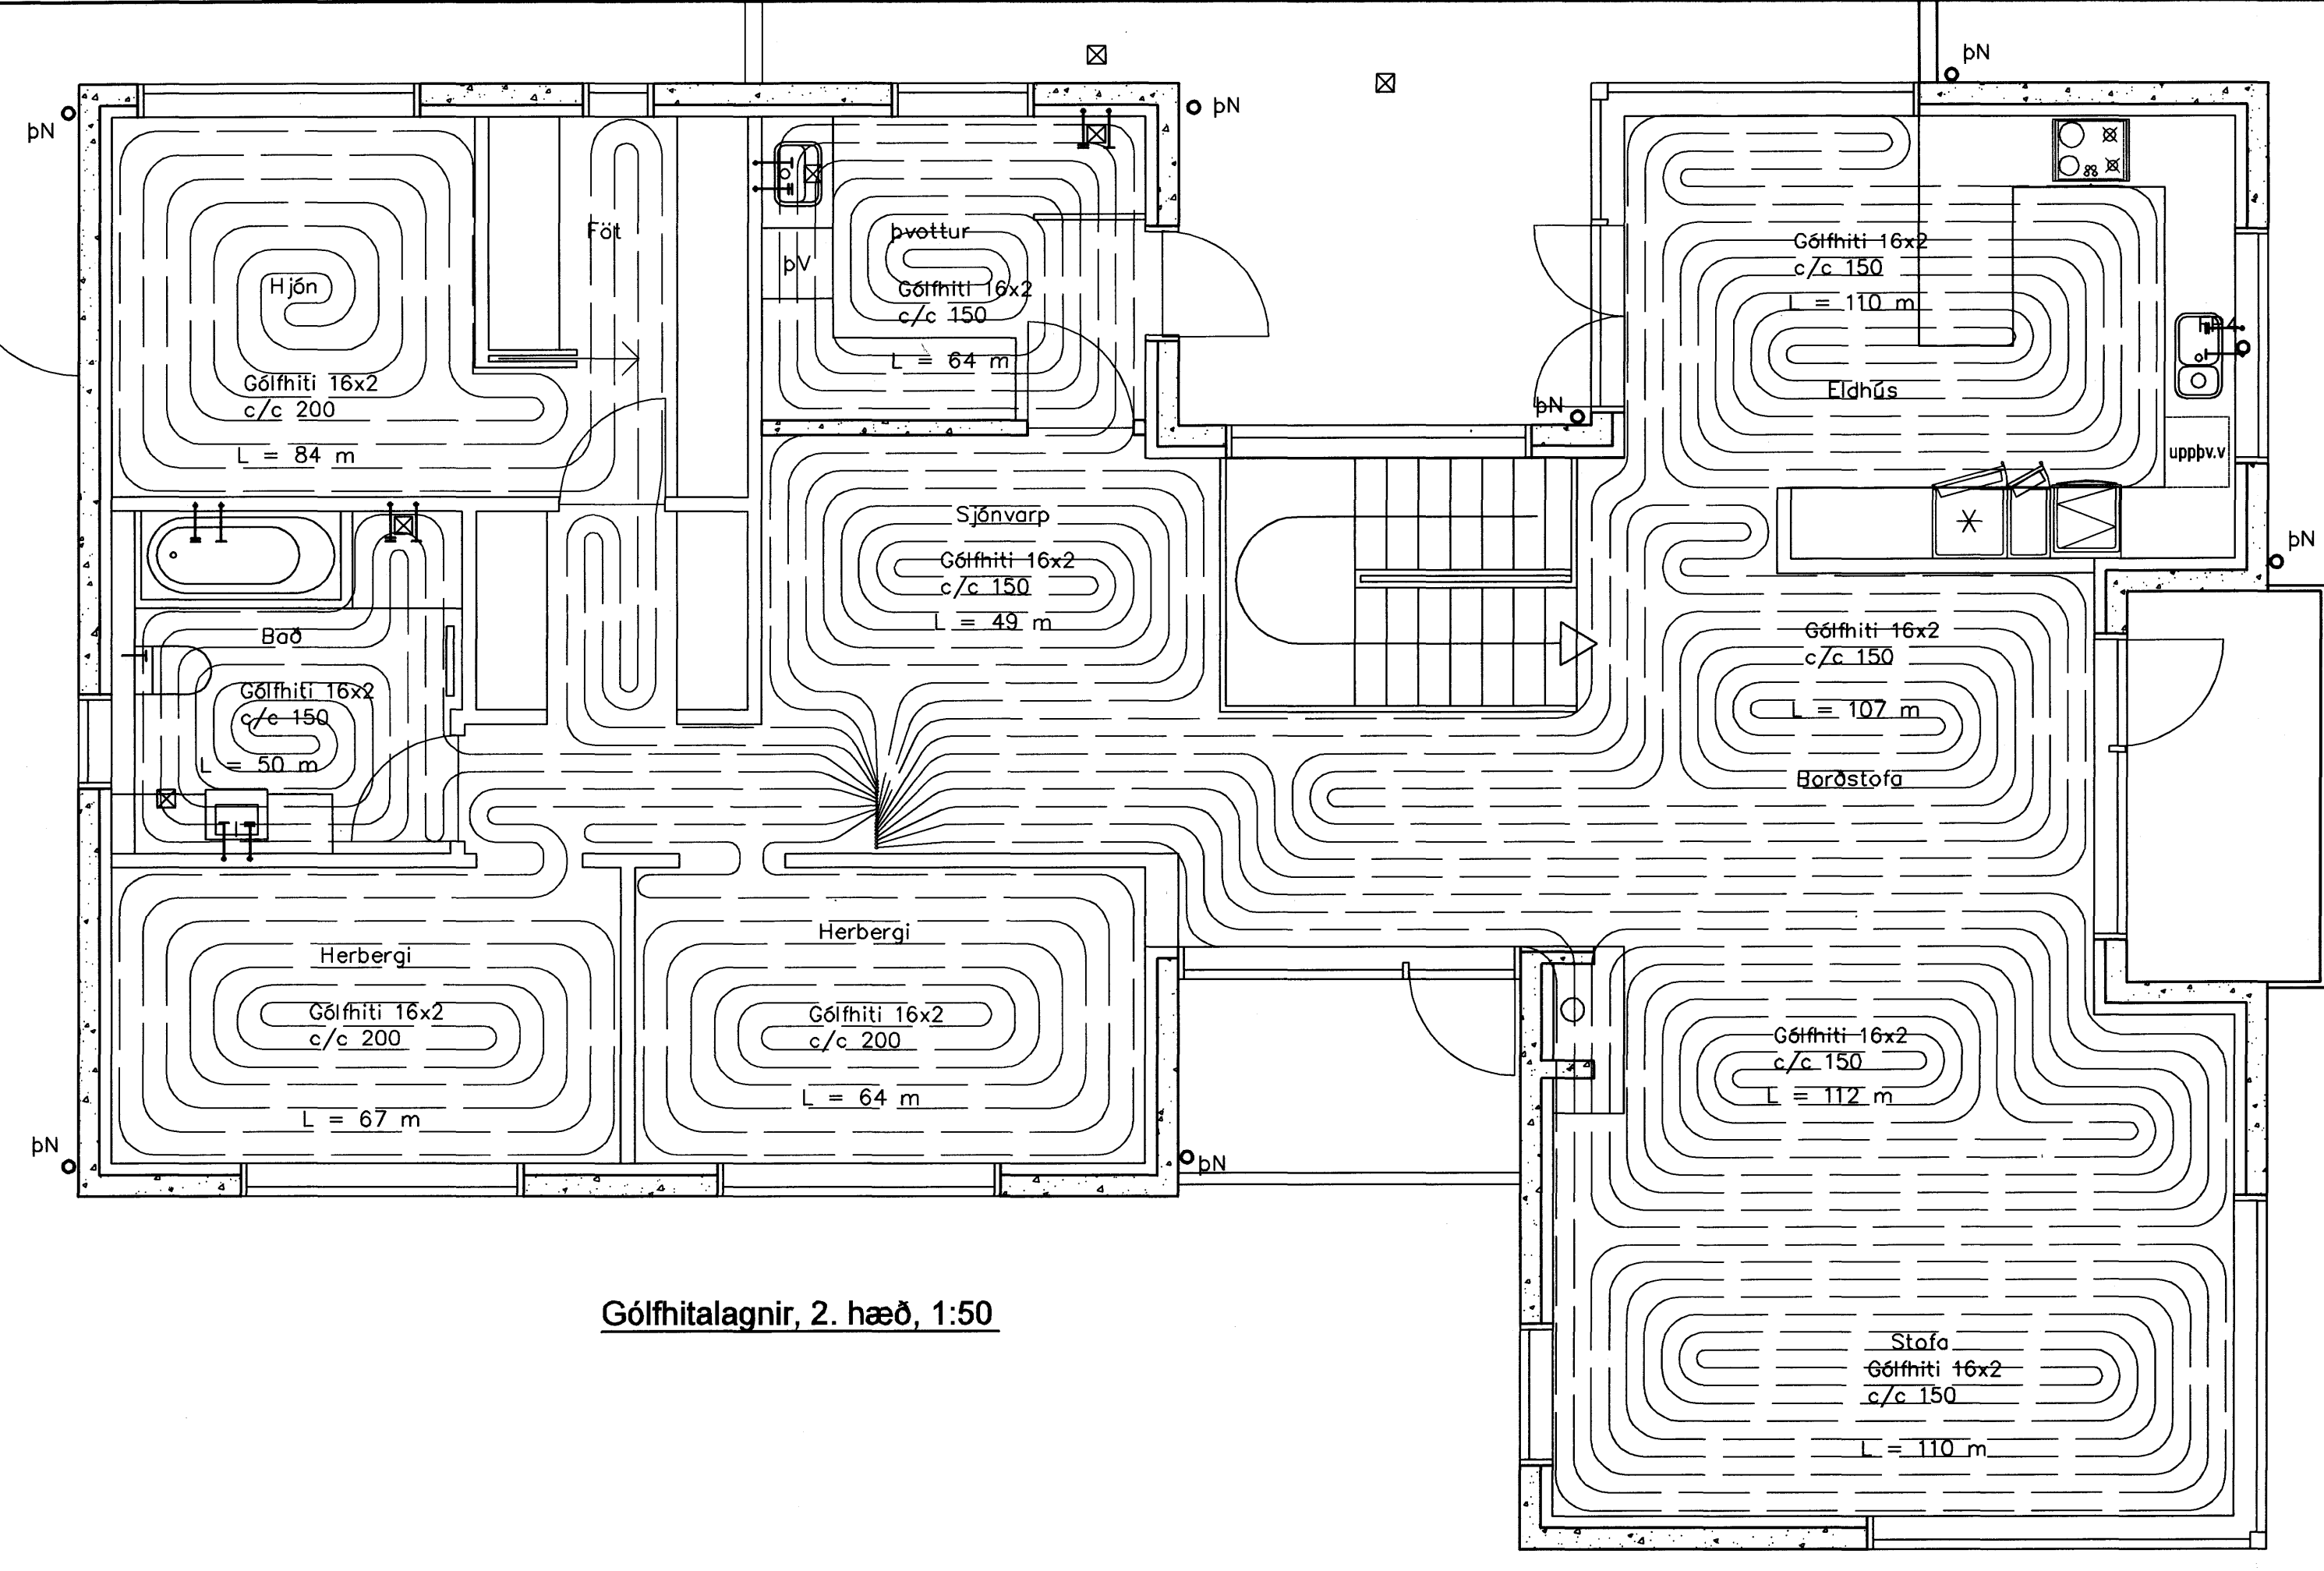 þN
þN
þN
Föt
þvottur
Gólfhiti 16x2
c/c 150
L = 64 m
þV
Hjón
Gólfhiti 16x2
c/c 200
L = 84 m
Gólfhiti 16x2
c/c 150
L = 110 m
Eldhús
þN
uppþv.v
Sjónvarp
Gólfhiti 16x2
c/c 150
L = 49 m
þN
Bað
Gólfhiti 16x2
c/c 150
L = 50 m
Gólfhiti 16x2
c/c 150
L = 107 m
Borðstofa
Herbergi
Gólfhiti 16x2
c/c 200
L = 67 m
Herbergi
Gólfhiti 16x2
c/c 200
L = 64 m
Gólfhiti 16x2
c/c 150
L = 112 m
þN
þN
Gólfhitalagnir, 2. hæð, 1:50
Stofa
Gólfhiti 16x2
c/c 150
L = 110 m